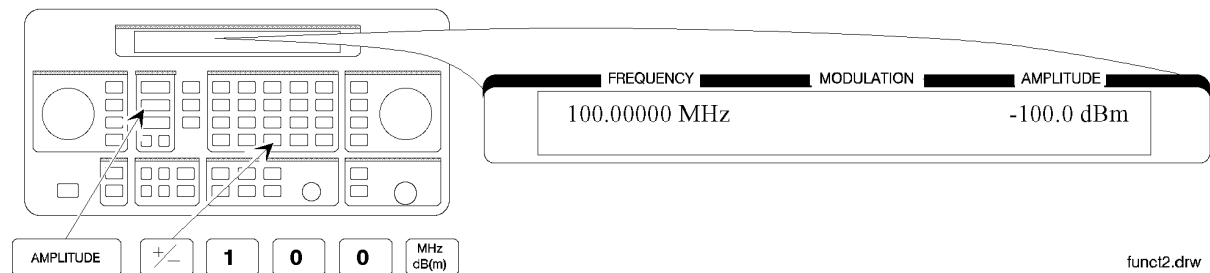 FREQUENCY MODULATION AMPLITUDE
100.00000 MHz -100.0 dBm
AMPLITUDE +/- 1 0 0 MHz
dB(m)
funct2.drw